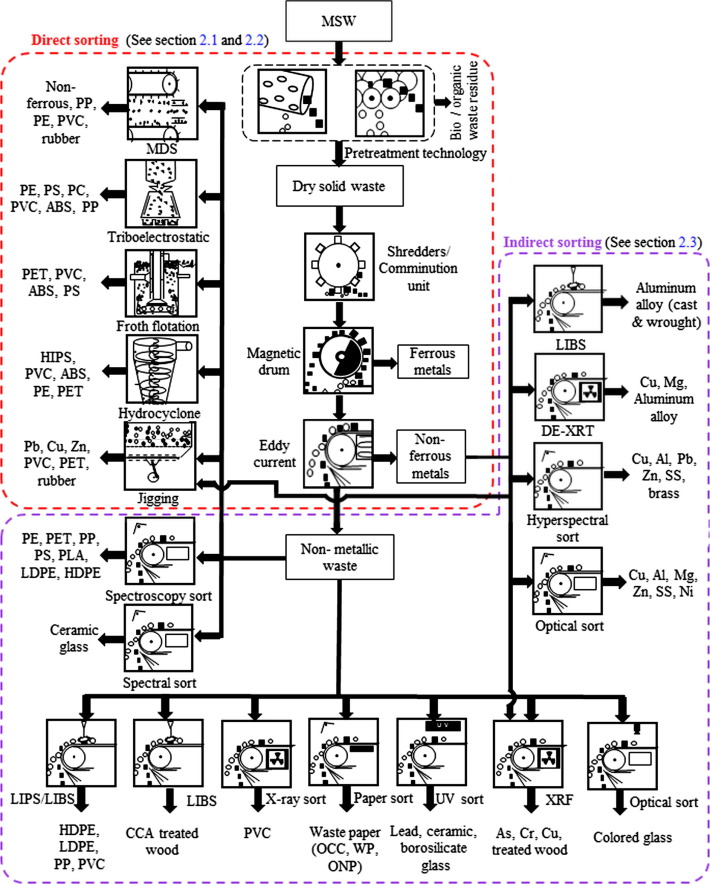 MSW
Direct sorting (See section 2.1 and 2.2)
Non-
ferrous, PP,
PE, PVC,
rubber
MDS
Bio / organic
waste residue
Pretreatment technology
Dry solid waste
PE, PS, PC,
PVC, ABS, PP
Triboelectrostatic
Shredders/
Comminution
unit
Indirect sorting (See section 2.3)
PET, PVC,
ABS, PS
Froth flotation
Aluminum
alloy (cast
& wrought)
LIBS
HIPS,
PVC, ABS,
PE, PET
Hydrocyclone
Magnetic
drum
Ferrous
metals
Cu, Mg,
Aluminum
alloy
DE-XRT
Pb, Cu, Zn,
PVC, PET,
rubber
Jigging
Eddy
current
Non-
ferrous
metals
Cu, Al, Pb,
Zn, SS,
brass
Hyperspectral
sort
PE, PET, PP,
PS, PLA,
LDPE, HDPE
Spectroscopy sort
Non- metallic
waste
Cu, Al, Mg,
Zn, SS, Ni
Optical sort
Ceramic
glass
Spectral sort
U V
LIPS/LIBS
LIBS
X-ray sort
Paper sort
UV sort
XRF
Optical sort
HDPE,
LDPE,
PP, PVC
CCA treated
wood
PVC
Waste paper
(OCC, WP,
ONP)
Lead, ceramic,
borosilicate
glass
As, Cr, Cu,
treated wood
Colored glass